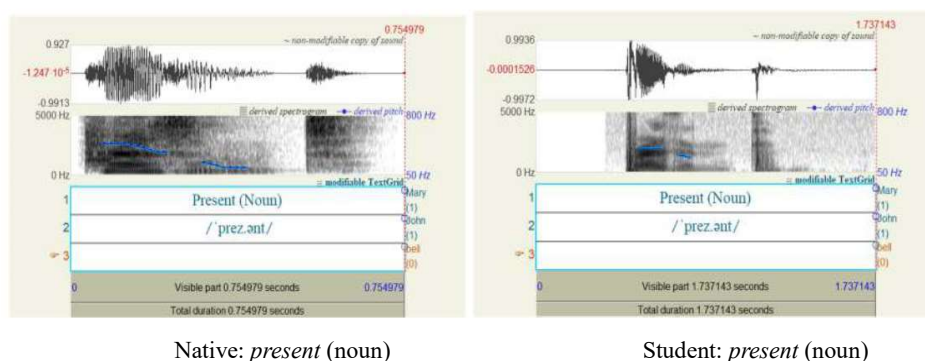 0.754979
~ non-modifiable copy of sound
0.927
-1.247 10-5
-0.9913
derived spectrogram derived pitch
5000 Hz 800 Hz
0 Hz 50 Hz
modifiable TextGrid
1 Present (Noun) Mary (1)
2 /ˈprez.ənt/ John (1)
3 bell (0)
0 Visible part 0.754979 seconds 0.754979
Total duration 0.754979 seconds
Native: present (noun)
1.737143
~ non-modifiable copy of sound
0.9936
-0.0001526
-0.9972
derived spectrogram derived pitch
5000 Hz 800 Hz
0 Hz 50 Hz
modifiable TextGrid
1 Present (Noun) Mary (1)
2 /ˈprez.ənt/ John (1)
3 bell (0)
0 Visible part 1.737143 seconds 1.737143
Total duration 1.737143 seconds
Student: present (noun)